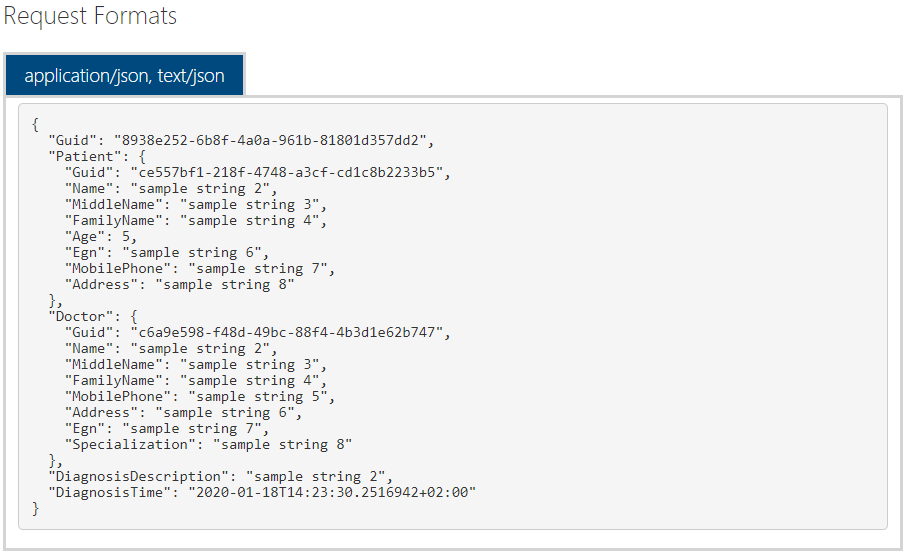 Request Formats
application/json, text/json
{
  "Guid": "8938e252-6b8f-4a0a-961b-81801d357dd2",
  "Patient": {
    "Guid": "ce557bf1-218f-4748-a3cf-cd1c8b2233b5",
    "Name": "sample string 2",
    "MiddleName": "sample string 3",
    "FamilyName": "sample string 4",
    "Age": 5,
    "Egn": "sample string 6",
    "MobilePhone": "sample string 7",
    "Address": "sample string 8"
  },
  "Doctor": {
    "Guid": "c6a9e598-f48d-49bc-88f4-4b3d1e62b747",
    "Name": "sample string 2",
    "MiddleName": "sample string 3",
    "FamilyName": "sample string 4",
    "MobilePhone": "sample string 5",
    "Address": "sample string 6",
    "Egn": "sample string 7",
    "Specialization": "sample string 8"
  },
  "DiagnosisDescription": "sample string 2",
  "DiagnosisTime": "2020-01-18T14:23:30.2516942+02:00"
}